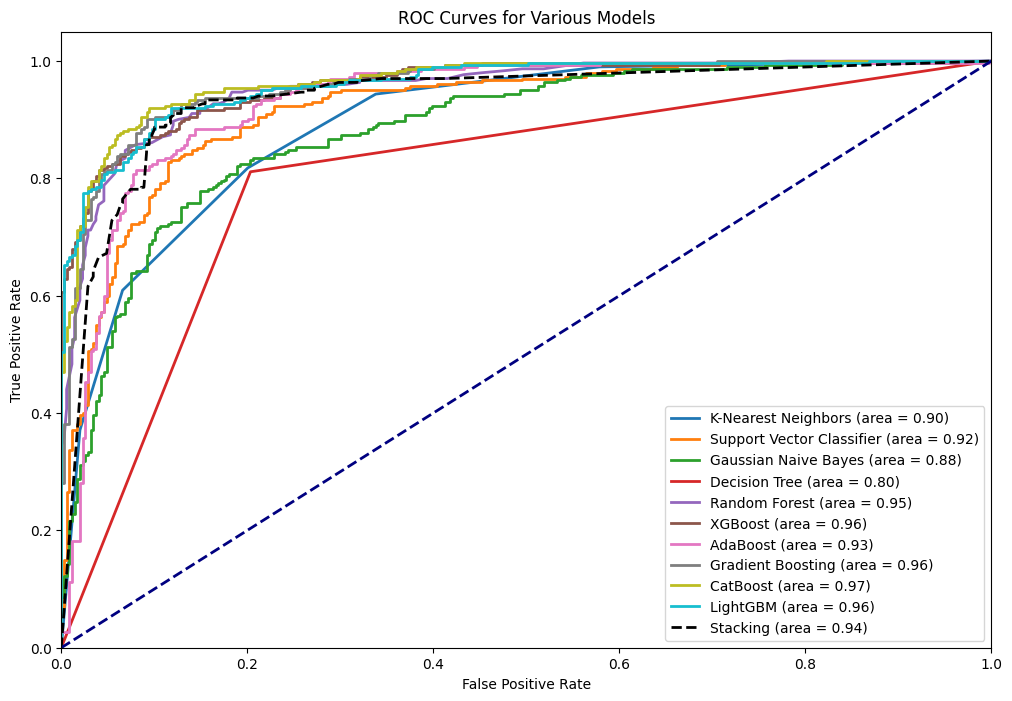 ROC Curves for Various Models
True Positive Rate
1.0
0.8
0.6
0.4
0.2
0.0
K-Nearest Neighbors (area = 0.90)
Support Vector Classifier (area = 0.92)
Gaussian Naive Bayes (area = 0.88)
Decision Tree (area = 0.80)
Random Forest (area = 0.95)
XGBoost (area = 0.96)
AdaBoost (area = 0.93)
Gradient Boosting (area = 0.96)
CatBoost (area = 0.97)
LightGBM (area = 0.96)
Stacking (area = 0.94)
0.0 0.2 0.4 0.6 0.8 1.0
False Positive Rate